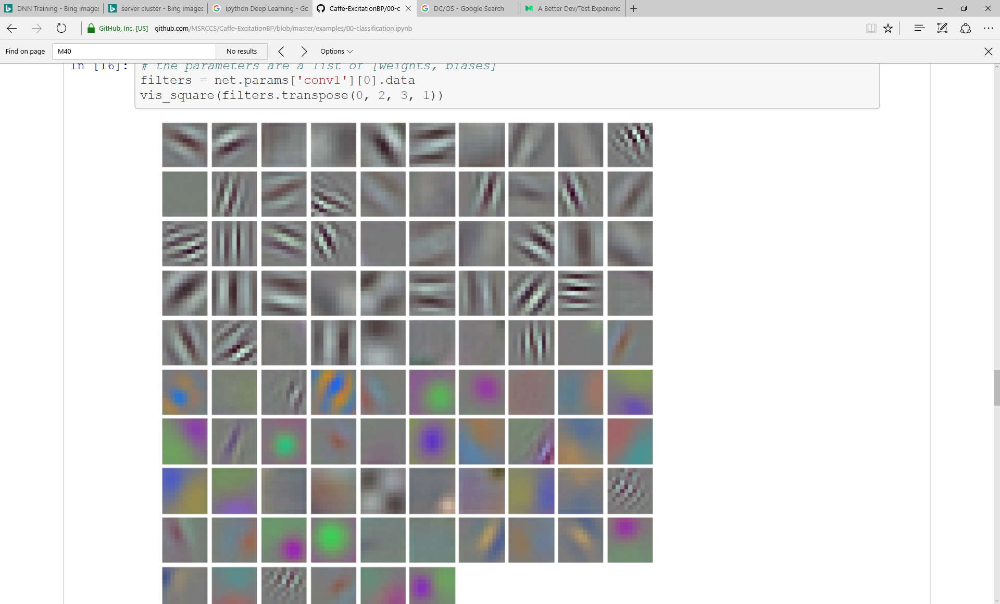 DNN Training - Bing images
server cluster - Bing images
ipython Deep Learning - Go
Caffe-ExcitationBP/00-c
DC/OS - Google Search
A Better Dev/Test Experienc
GitHub, Inc. [US] github.com/MSRCCS/Caffe-ExcitationBP/blob/master/examples/00-classification.ipynb
Find on page M40 No results Options
In [16]: # the parameters are a list of [weights, biases]
filters = net.params['conv1'][0].data
vis_square(filters.transpose(0, 2, 3, 1))